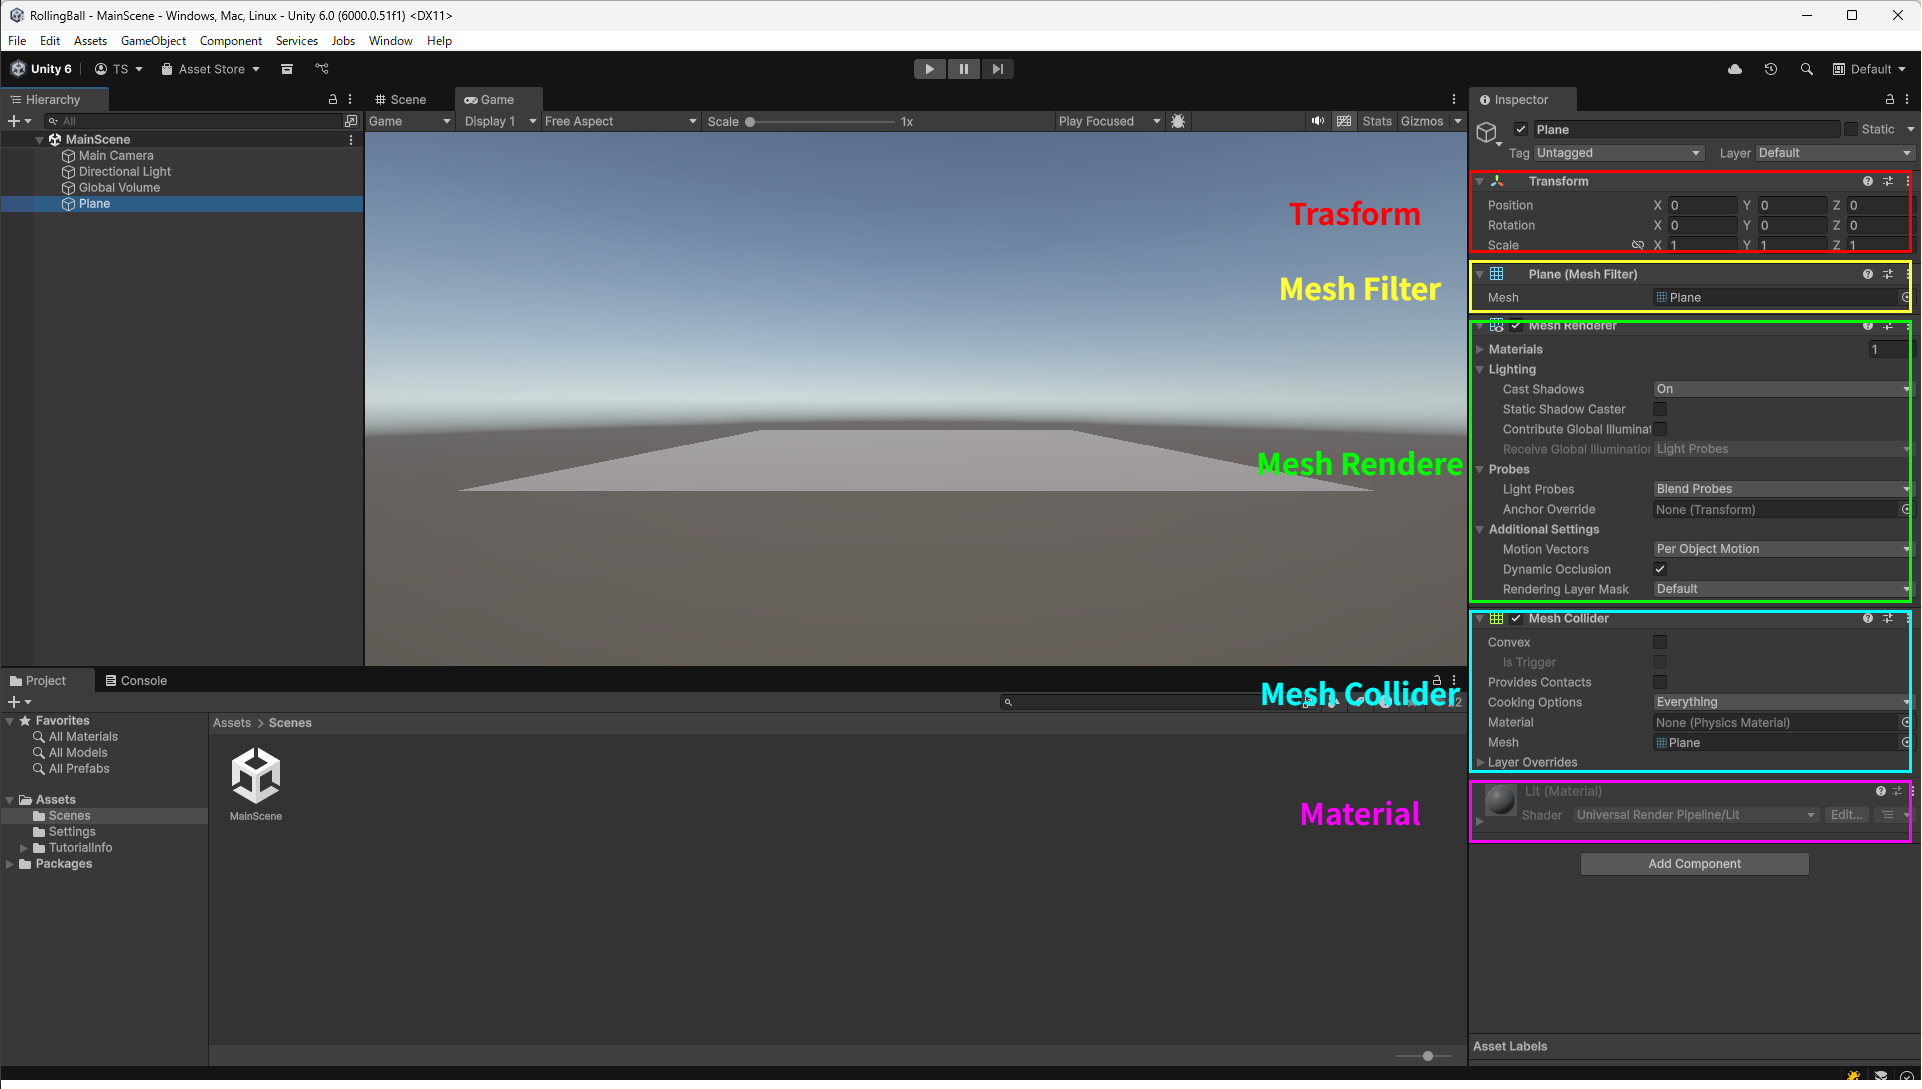 RollingBall - MainScene - Windows, Mac, Linux - Unity 6.0 (6000.0.51f1) <DX11>
File Edit Assets GameObject Component Services Jobs Window Help
Unity 6 TS Asset Store Default
Hierarchy
All
MainScene
Main Camera
Directional Light
Global Volume
Plane
Scene Game
Game Display 1 Free Aspect Scale 1x Play Focused Stats Gizmos
Trasform
Mesh Filter
Mesh Rendere
Mesh Collider
Material
Inspector
Plane Static
Tag Untagged Layer Default
Transform
Position X 0 Y 0 Z 0
Rotation X 0 Y 0 Z 0
Scale X 1 Y 1 Z 1
Plane (Mesh Filter)
Mesh Plane
Mesh Renderer
Materials 1
Lighting
Cast Shadows On
Static Shadow Caster
Contribute Global Illuminat
Receive Global Illumination Light Probes
Probes
Light Probes Blend Probes
Anchor Override None (Transform)
Additional Settings
Motion Vectors Per Object Motion
Dynamic Occlusion
Rendering Layer Mask Default
Mesh Collider
Convex
Is Trigger
Provides Contacts
Cooking Options Everything
Material None (Physics Material)
Mesh Plane
Layer Overrides
Lit (Material)
Shader Universal Render Pipeline/Lit Edit...
Add Component
Asset Labels
Project Console
Favorites
All Materials
All Models
All Prefabs
Assets
Scenes
Settings
TutorialInfo
Packages
Assets > Scenes
MainScene